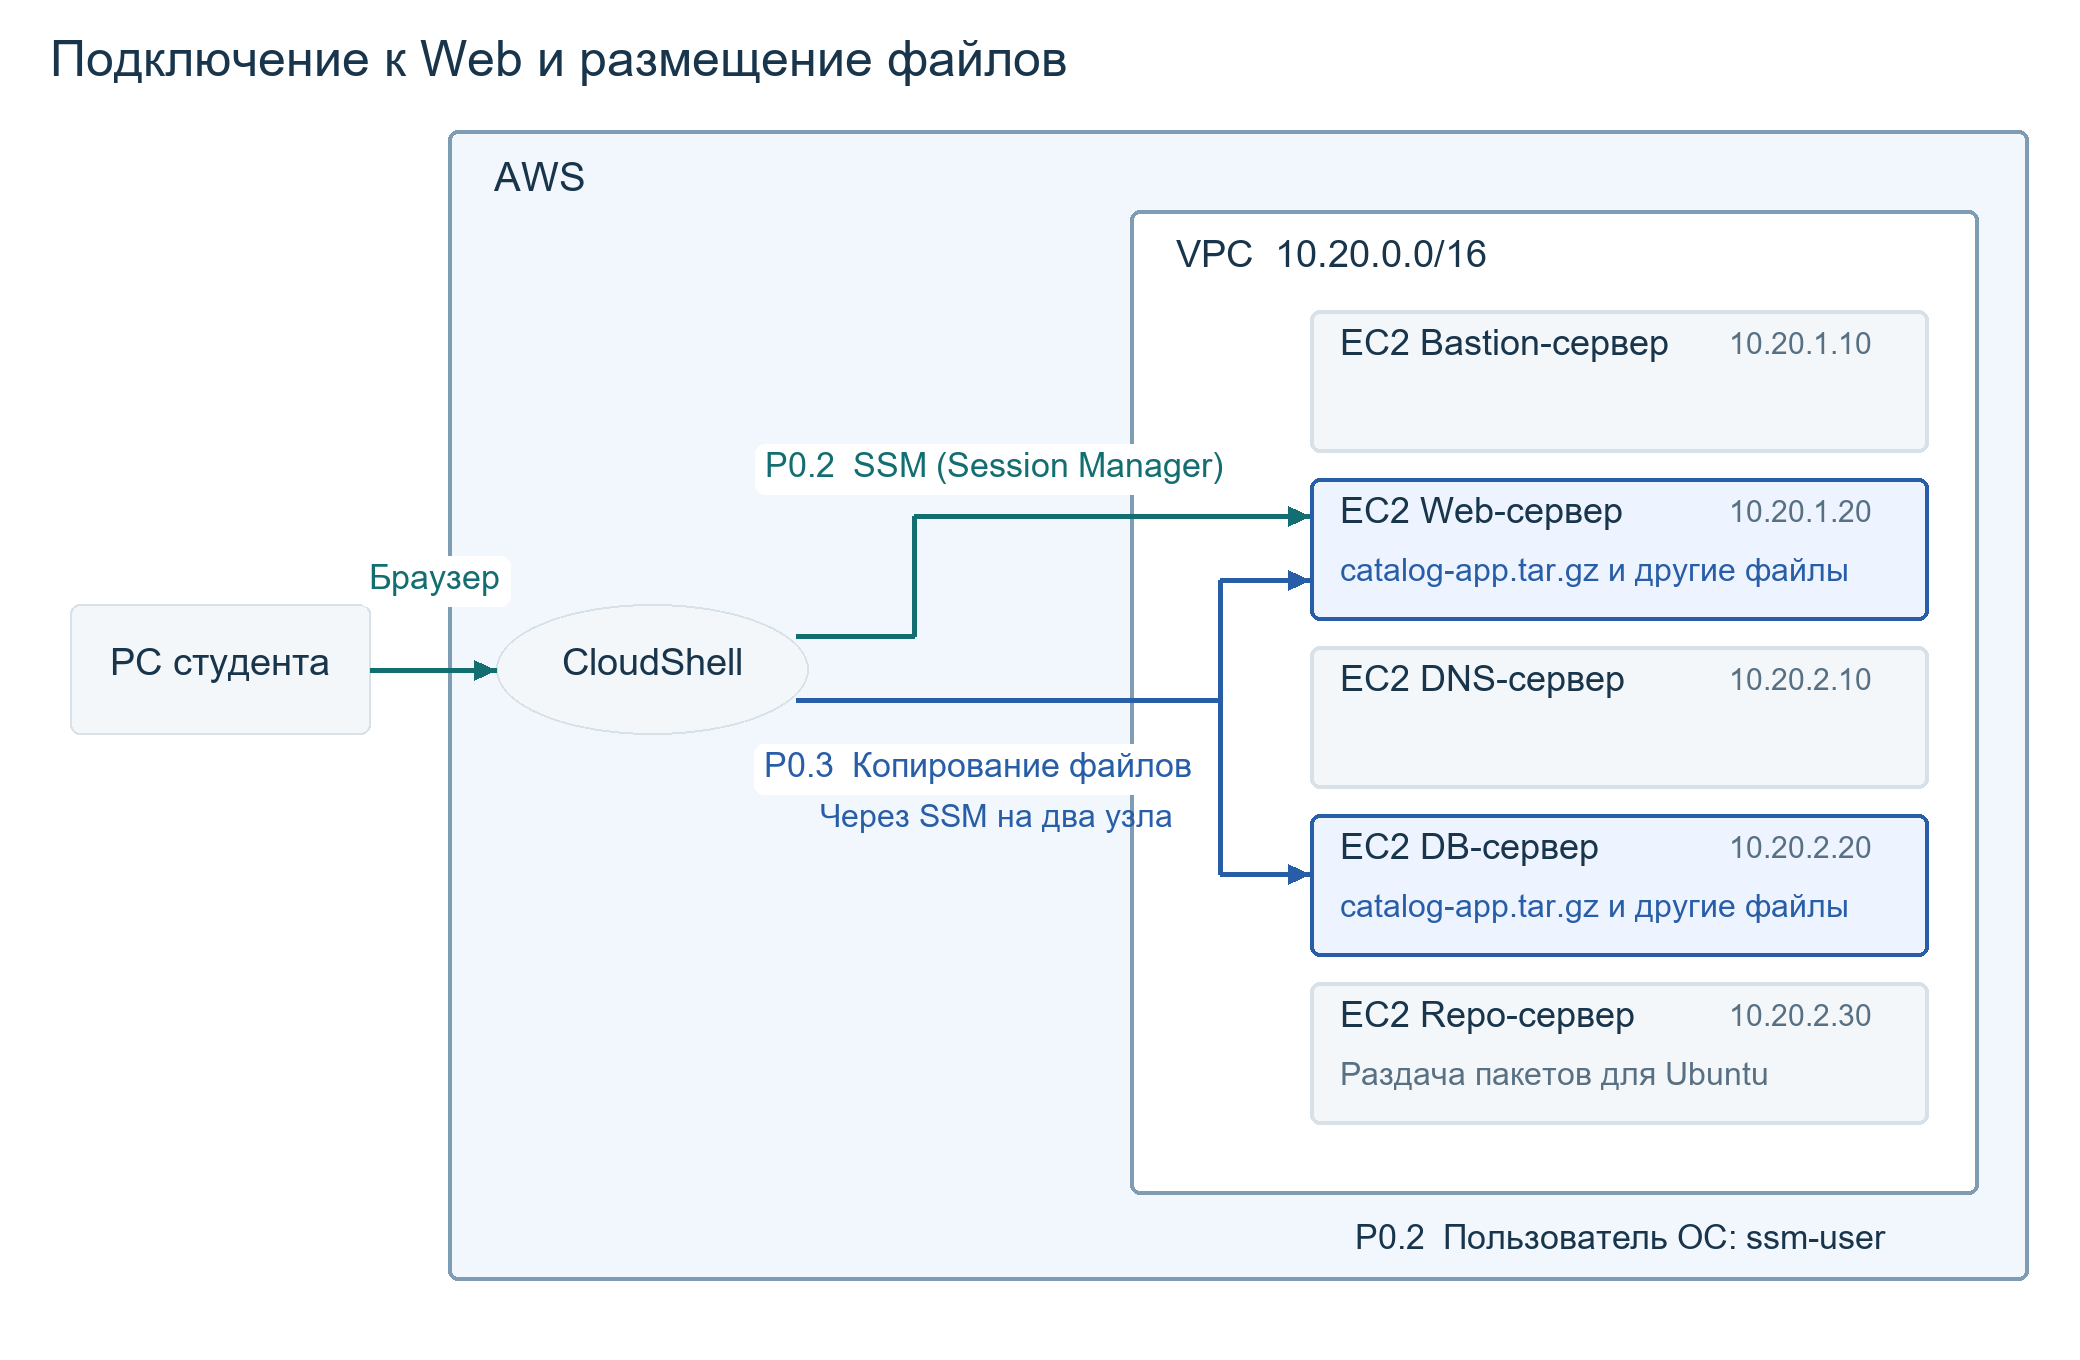 Подключение к Web и размещение файлов
AWS
VPC 10.20.0.0/16
EC2 Bastion-сервер 10.20.1.10
P0.2 SSM (Session Manager)
EC2 Web-сервер 10.20.1.20
catalog-app.tar.gz и другие файлы
Браузер
PC студента
CloudShell
EC2 DNS-сервер 10.20.2.10
P0.3 Копирование файлов
Через SSM на два узла
EC2 DB-сервер 10.20.2.20
catalog-app.tar.gz и другие файлы
EC2 Repo-сервер 10.20.2.30
Раздача пакетов для Ubuntu
P0.2 Пользователь ОС: ssm-user